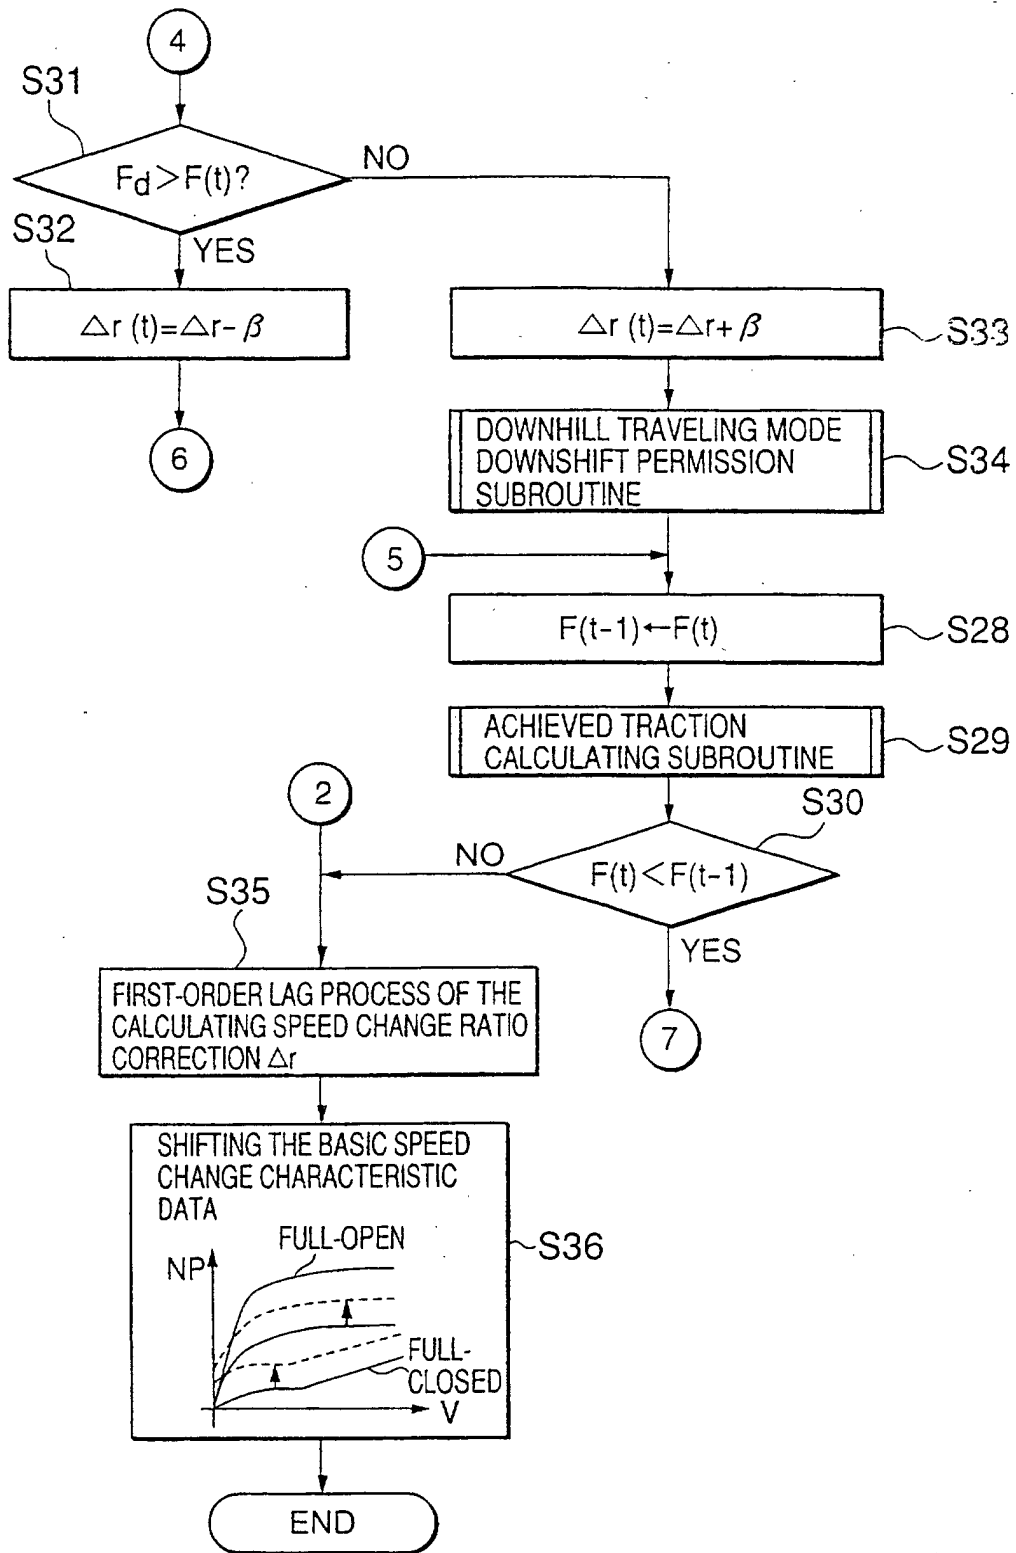 4
S31
Fd>F(t)?
NO
YES
S32
△r (t)=△r-β
6
△r (t)=△r+β
S33
DOWNHILL TRAVELING MODE
DOWNSHIFT PERMISSION
SUBROUTINE
S34
5
F(t-1)←F(t)
S28
ACHIEVED TRACTION
CALCULATING SUBROUTINE
S29
2
S30
F(t)<F(t-1)
NO
YES
7
S35
FIRST-ORDER LAG PROCESS OF THE
CALCULATING SPEED CHANGE RATIO
CORRECTION △r
SHIFTING THE BASIC SPEED
CHANGE CHARACTERISTIC
DATA
FULL-OPEN
NP
FULL-
CLOSED
V
S36
END